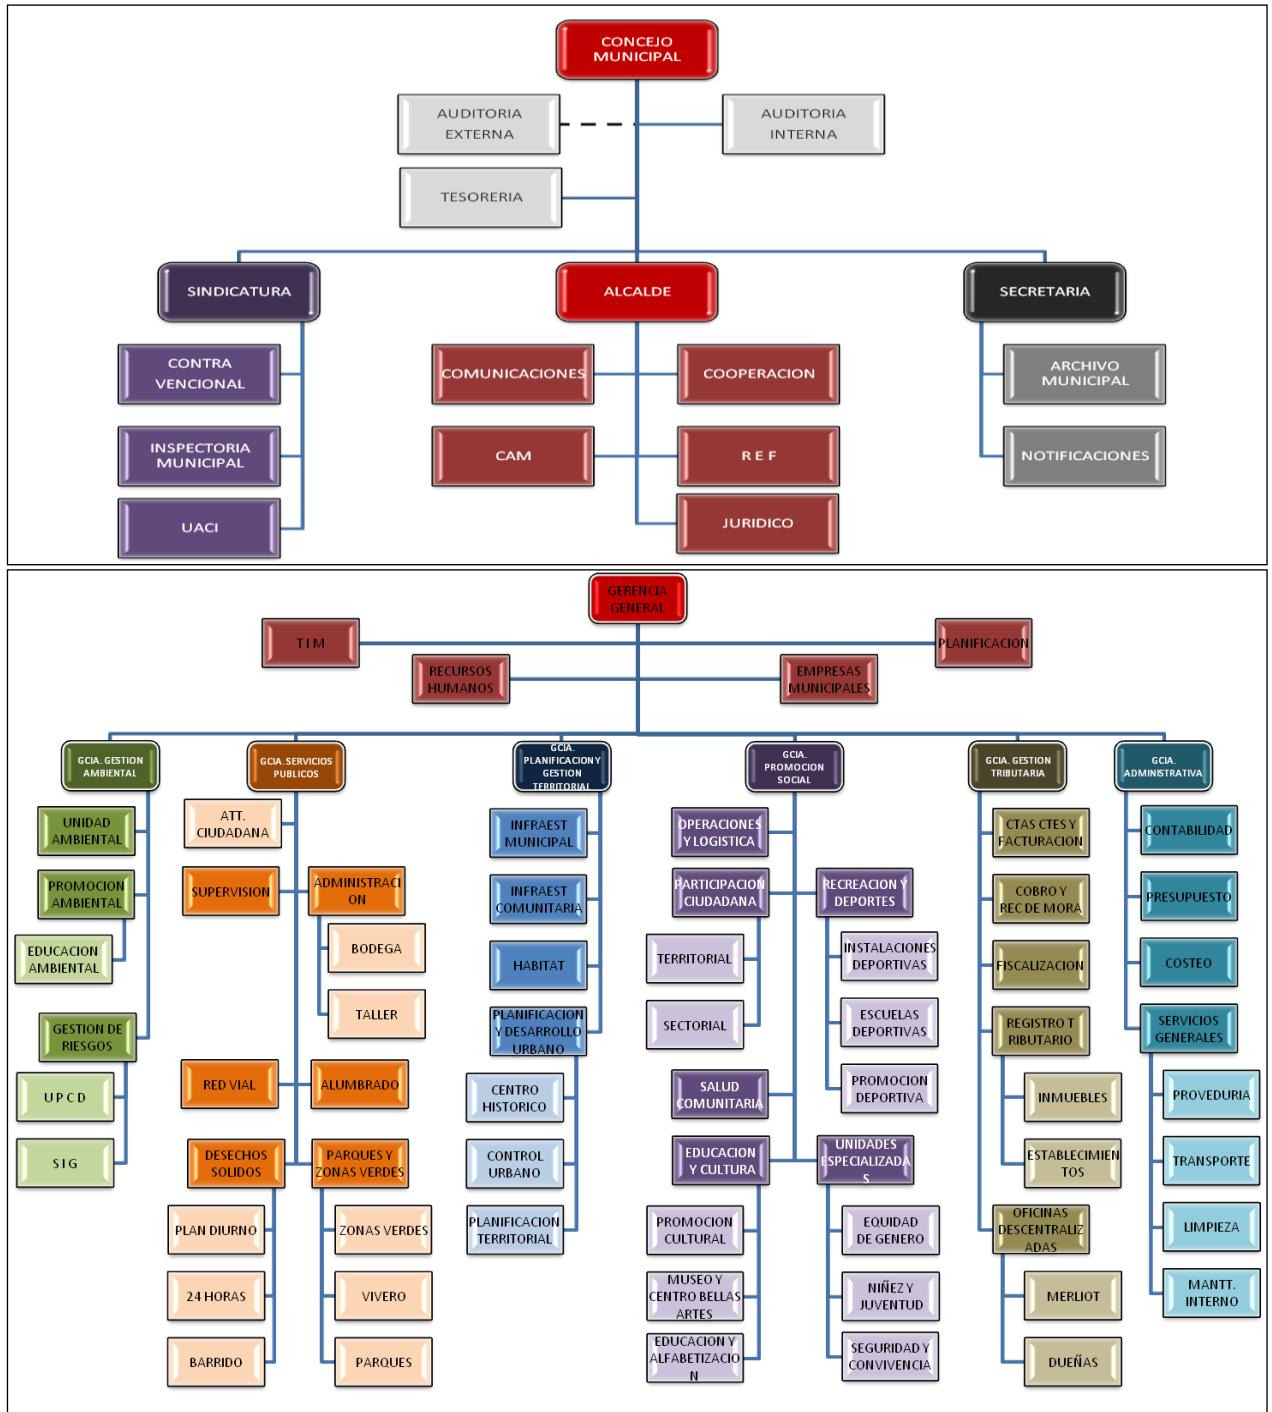 CONCEJO
MUNICIPAL
AUDITORIA
EXTERNA
AUDITORIA
INTERNA
TESORERIA
SINDICATURA
ALCALDE
SECRETARIA
CONTRA
VENCIONAL
COMUNICACIONES
COOPERACION
ARCHIVO
MUNICIPAL
INSPECTORIA
MUNICIPAL
CAM
R E F
NOTIFICACIONES
UACI
JURIDICO
GERENCIA
GENERAL
T I M
PLANIFICACION
RECURSOS
HUMANOS
EMPRESAS
MUNICIPALES
GCIA. GESTION
AMBIENTAL
GCIA. SERVICIOS
PUBLICOS
GCIA.
PLANIFICACION Y
GESTION
TERRITORIAL
GCIA.
PROMOCION
SOCIAL
GCIA. GESTION
TRIBUTARIA
GCIA.
ADMINISTRATIVA
UNIDAD
AMBIENTAL
PROMOCION
AMBIENTAL
EDUCACION
AMBIENTAL
GESTION DE
RIESGOS
U P C D
S I G
ATT.
CIUDADANA
SUPERVISION
ADMINISTRACI
ON
BODEGA
TALLER
RED VIAL
ALUMBRADO
DESECHOS
SOLIDOS
PARQUES Y
ZONAS VERDES
PLAN DIURNO
ZONAS VERDES
24 HORAS
VIVERO
BARRIDO
PARQUES
INFRAEST
MUNICIPAL
INFRAEST
COMUNITARIA
HABITAT
PLANIFICACION
Y DESARROLLO
URBANO
CENTRO
HISTORICO
CONTROL
URBANO
PLANIFICACION
TERRITORIAL
OPERACIONES
Y LOGISTICA
PARTICIPACION
CIUDADANA
RECREACION Y
DEPORTES
TERRITORIAL
INSTALACIONES
DEPORTIVAS
SECTORIAL
ESCUELAS
DEPORTIVAS
SALUD
COMUNITARIA
PROMOCION
DEPORTIVA
EDUCACION
Y CULTURA
UNIDADES
ESPECIALIZADA
S
PROMOCION
CULTURAL
EQUIDAD
DE GENERO
MUSEO Y
CENTRO BELLAS
ARTES
NIÑEZ Y
JUVENTUD
EDUCACION Y
ALFABETIZACIO
N
SEGURIDAD Y
CONVIVENCIA
CTAS CTES Y
FACTURACION
COBRO Y
REC DE MORA
FISCALIZACION
REGISTRO T
RIBUTARIO
INMUEBLES
ESTABLECIMIEN
TOS
OFICINAS
DESCENTRALIZ
ADAS
MERLIOT
DUEÑAS
CONTABILIDAD
PRESUPUESTO
COSTEO
SERVICIOS
GENERALES
PROVEDURIA
TRANSPORTE
LIMPIEZA
MANTT.
INTERNO